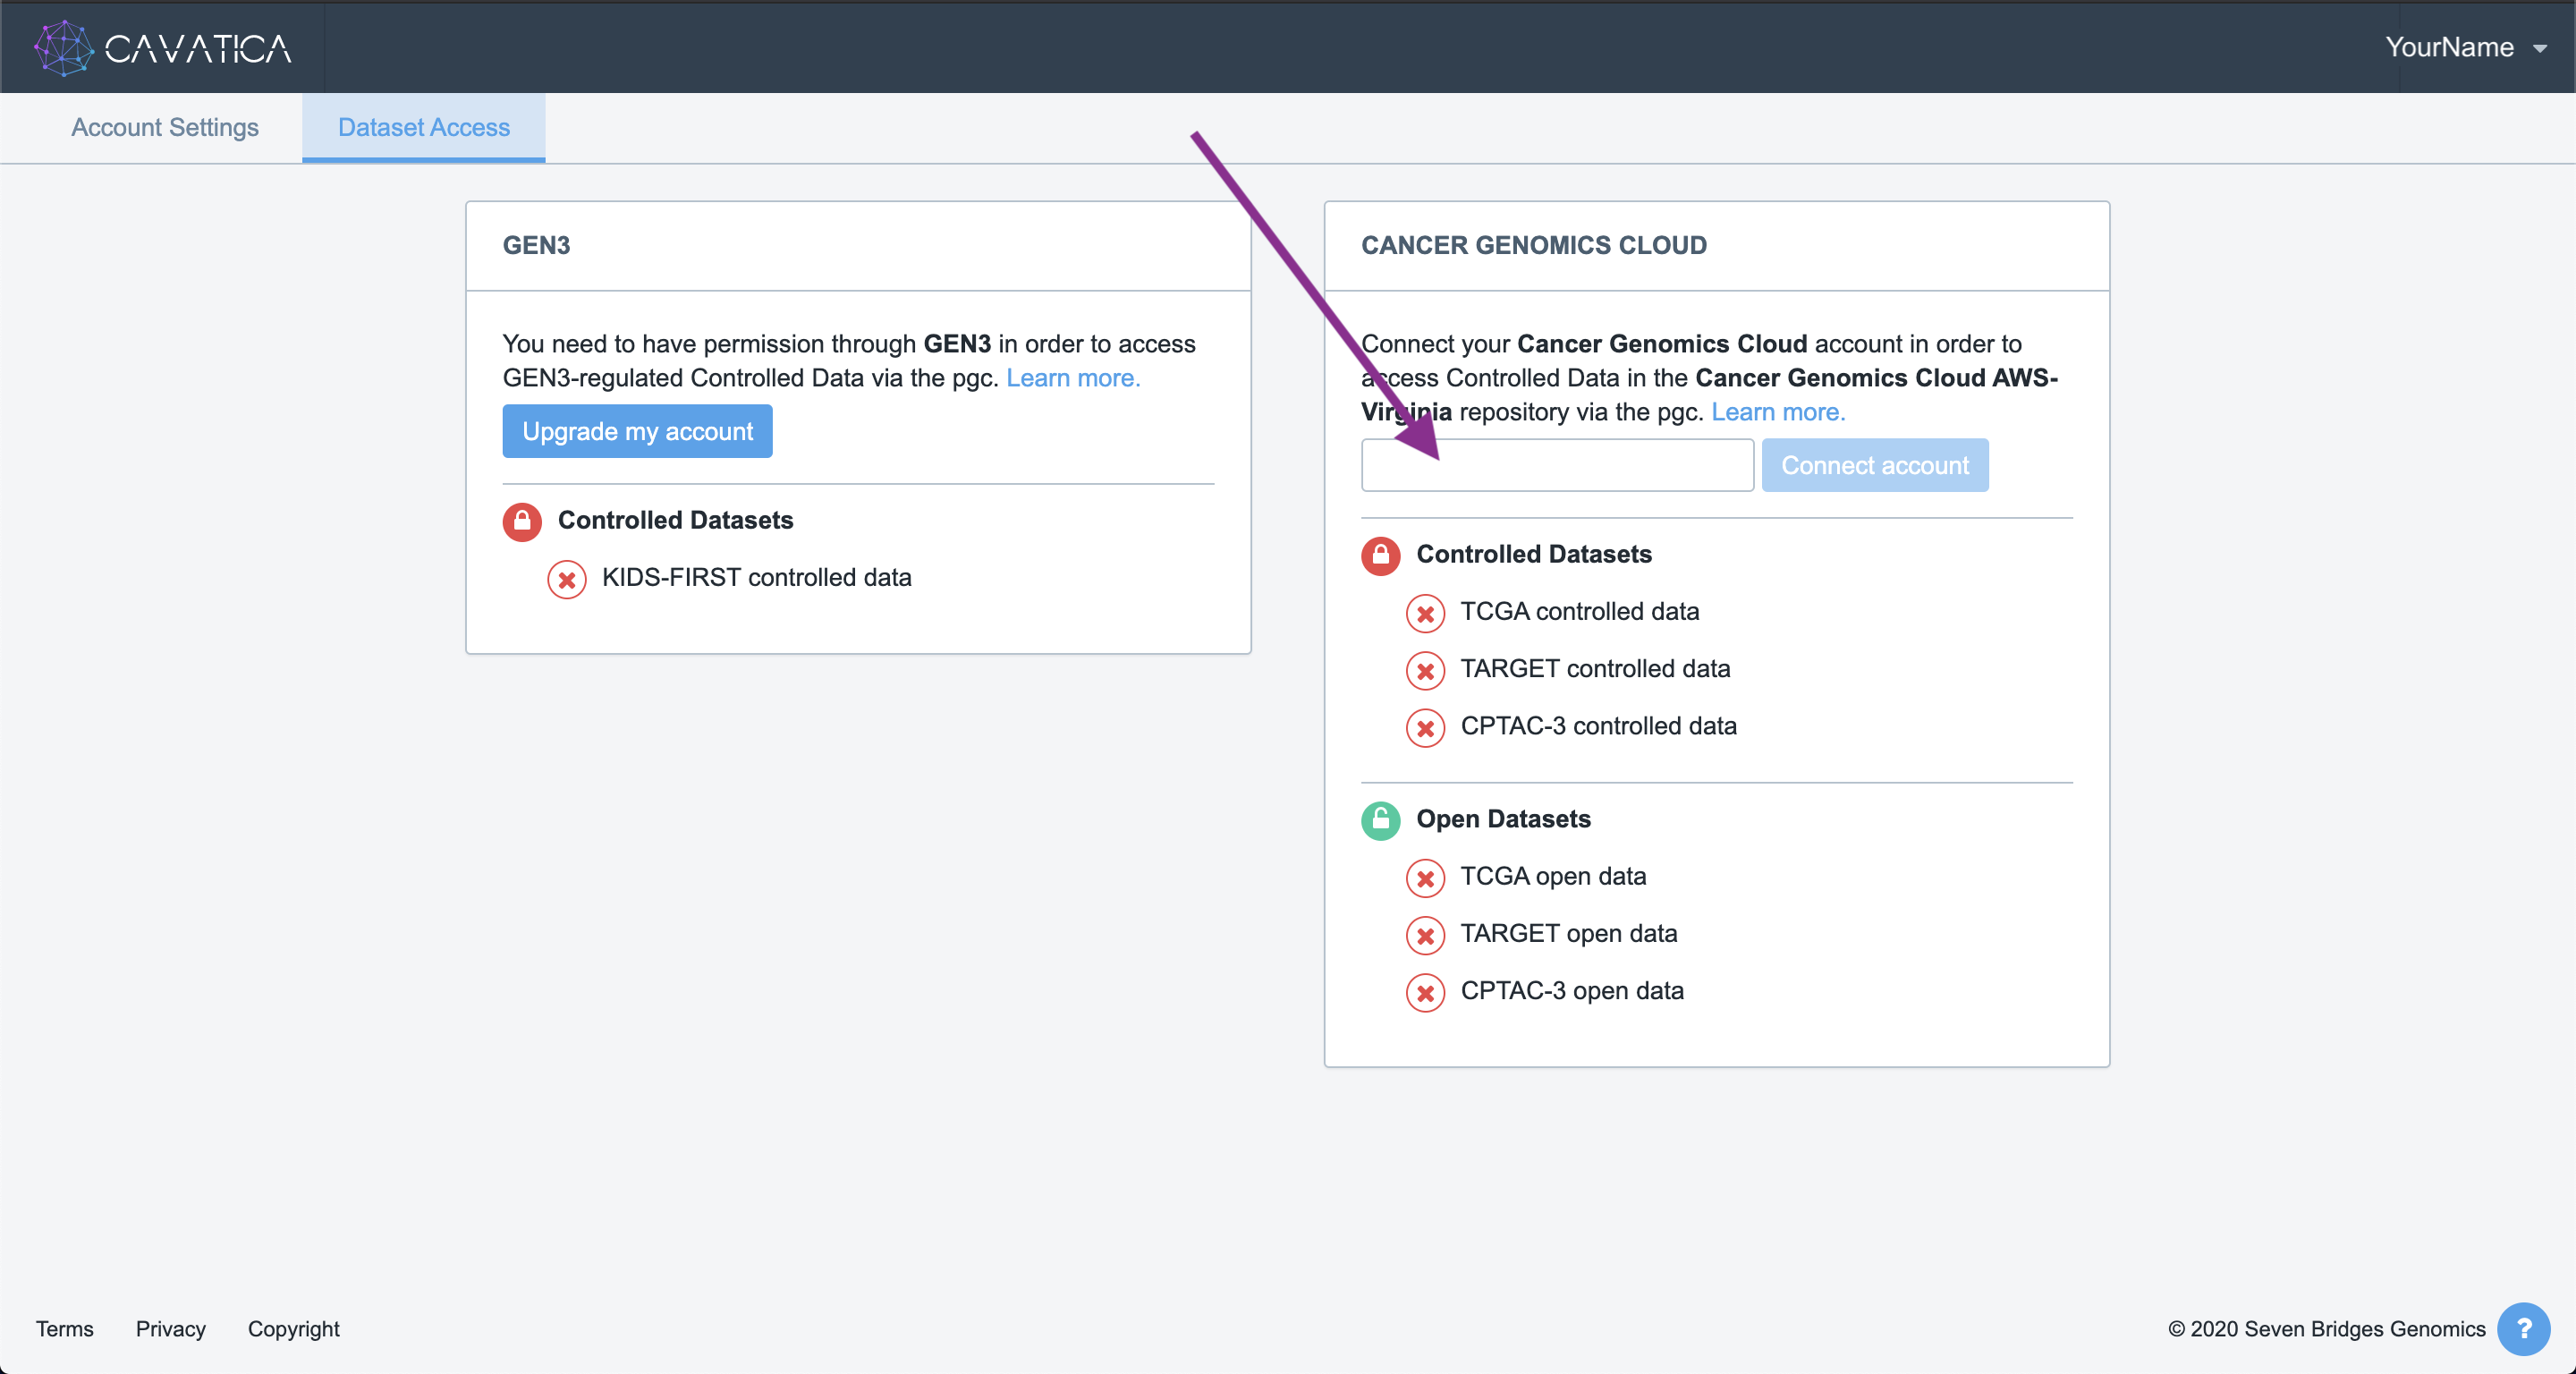 CAVATICA
YourName
Account Settings
Dataset Access
GEN3
You need to have permission through GEN3 in order to access
GEN3-regulated Controlled Data via the pgc. Learn more.
Upgrade my account
Controlled Datasets
KIDS-FIRST controlled data
CANCER GENOMICS CLOUD
Connect your Cancer Genomics Cloud account in order to
access Controlled Data in the Cancer Genomics Cloud AWS-
Virginia repository via the pgc. Learn more.
Connect account
Controlled Datasets
TCGA controlled data
TARGET controlled data
CPTAC-3 controlled data
Open Datasets
TCGA open data
TARGET open data
CPTAC-3 open data
Terms
Privacy
Copyright
© 2020 Seven Bridges Genomics
?